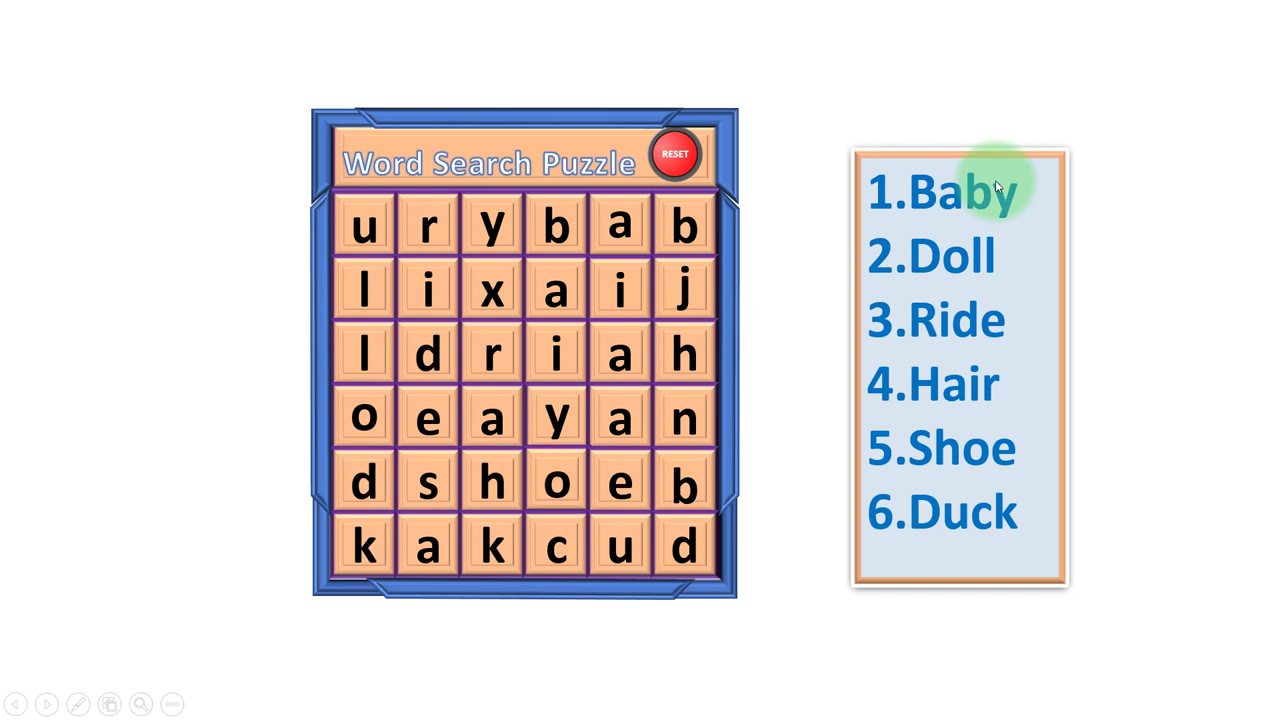 Word Search Puzzle RESET
u r y b a b
l i x a i j
l d r i a h
o e a y a n
d s h o e b
k a k c u d
1.Baby
2.Doll
3.Ride
4.Hair
5.Shoe
6.Duck